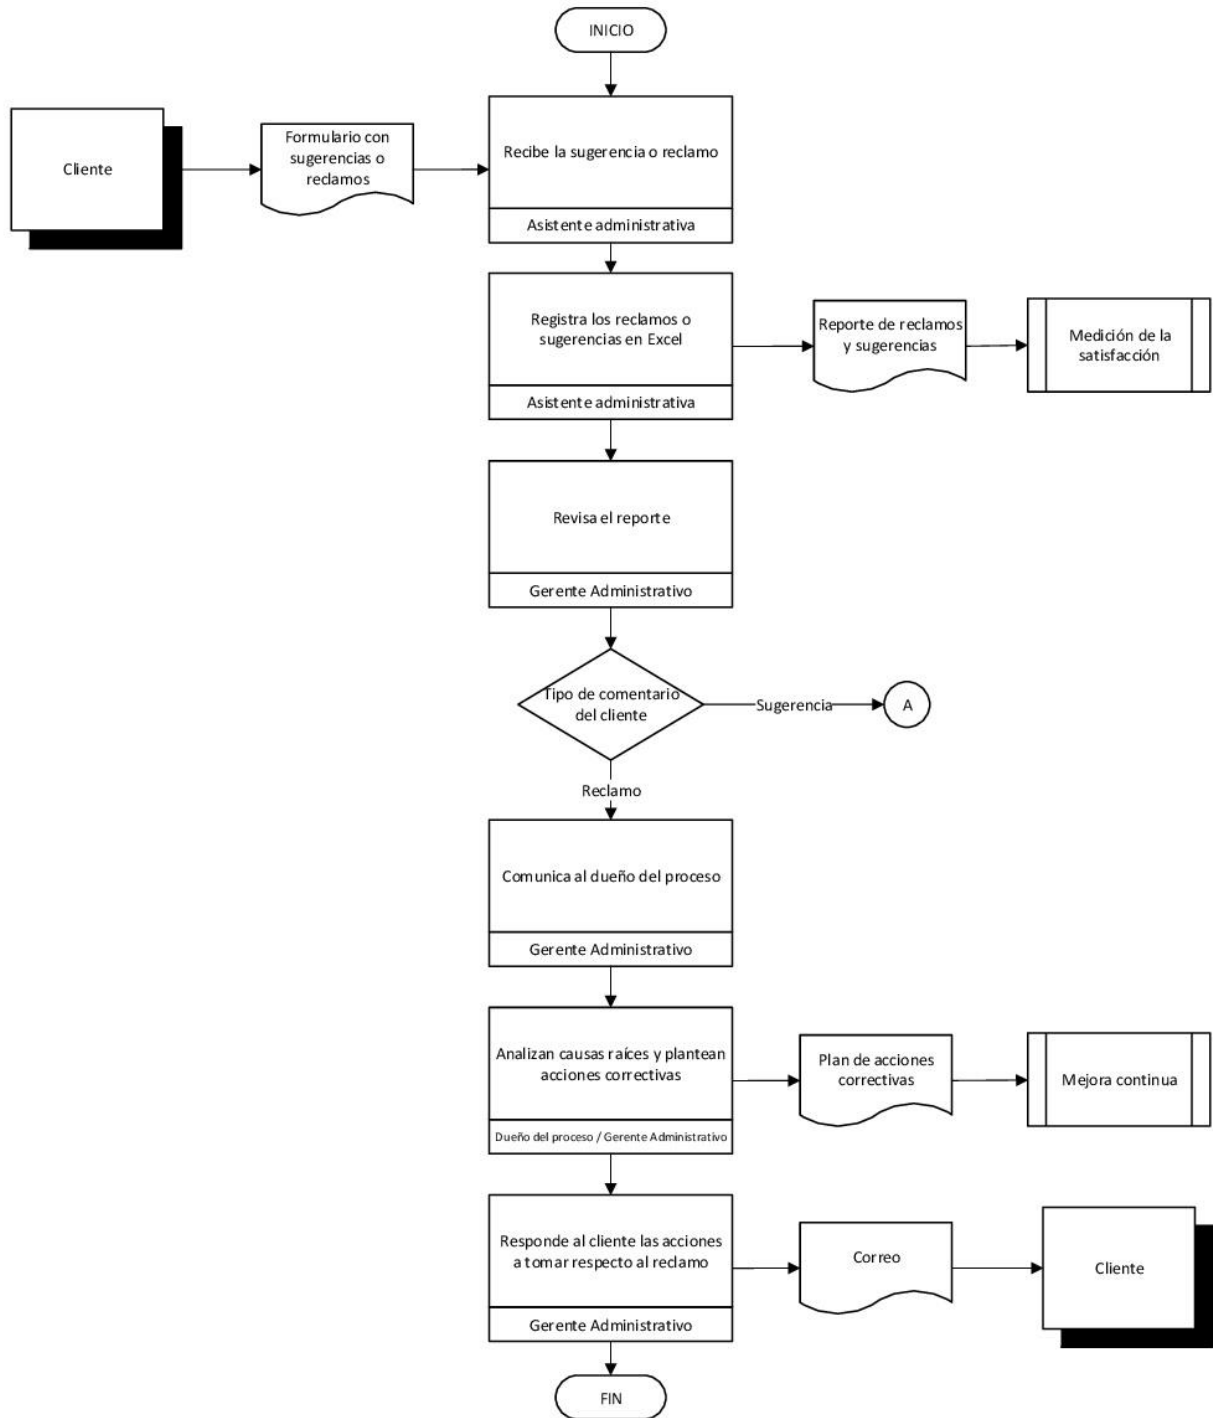 INICIO
Cliente
Formulario con
sugerencias o
reclamos
Recibe la sugerencia o reclamo
Asistente administrativa
Registra los reclamos o
sugerencias en Excel
Asistente administrativa
Reporte de reclamos
y sugerencias
Medición de la
satisfacción
Revisa el reporte
Gerente Administrativo
Tipo de comentario
del cliente
Sugerencia
A
Reclamo
Comunica al dueño del proceso
Gerente Administrativo
Analizan causas raíces y plantean
acciones correctivas
Dueño del proceso / Gerente Administrativo
Plan de acciones
correctivas
Mejora continua
Responde al cliente las acciones
a tomar respecto al reclamo
Gerente Administrativo
Correo
Cliente
FIN